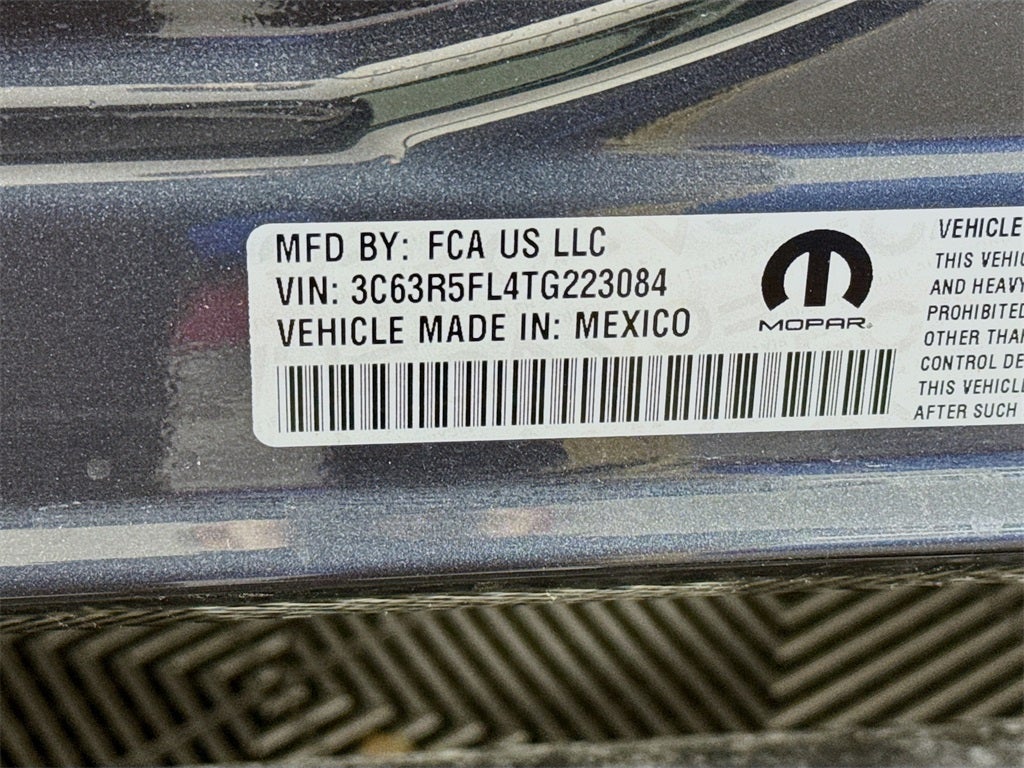 MFD BY: FCA US LLC
VIN: 3C63R5FL4TG223084
VEHICLE MADE IN: MEXICO
MOPAR
VEHICLE
THIS VEHIC
AND HEAVY
PROHIBITED
OTHER THAN
CONTROL DE
THIS VEHICLE
AFTER SUCH